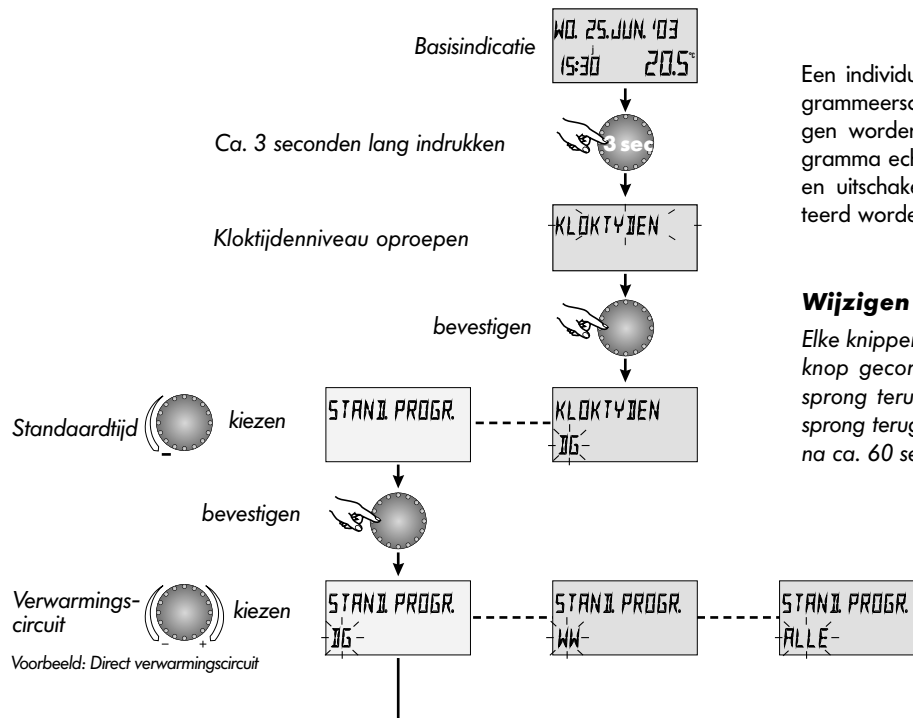 Basisindicatie
WO. 25.JUN. '03
15:30 20.5°
Ca. 3 seconden lang indrukken
3 sec
Kloktijdenniveau oproepen
KLOKTYDEN
bevestigen
Standaardtijd
-
kiezen
STAND. PROGR.
KLOKTYDEN
DG
bevestigen
Verwarmings-
circuit
- +
kiezen
Voorbeeld: Direct verwarmingscircuit
STAND. PROGR.
DG
STAND. PROGR.
WW
STAND. PROGR.
ALLE
Een individu
grammeersc
gen worden
gramma ech
en uitschake
teerd worde
Wijzigen
Elke knipper
knop gecor
sprong teru
sprong terug
na ca. 60 se